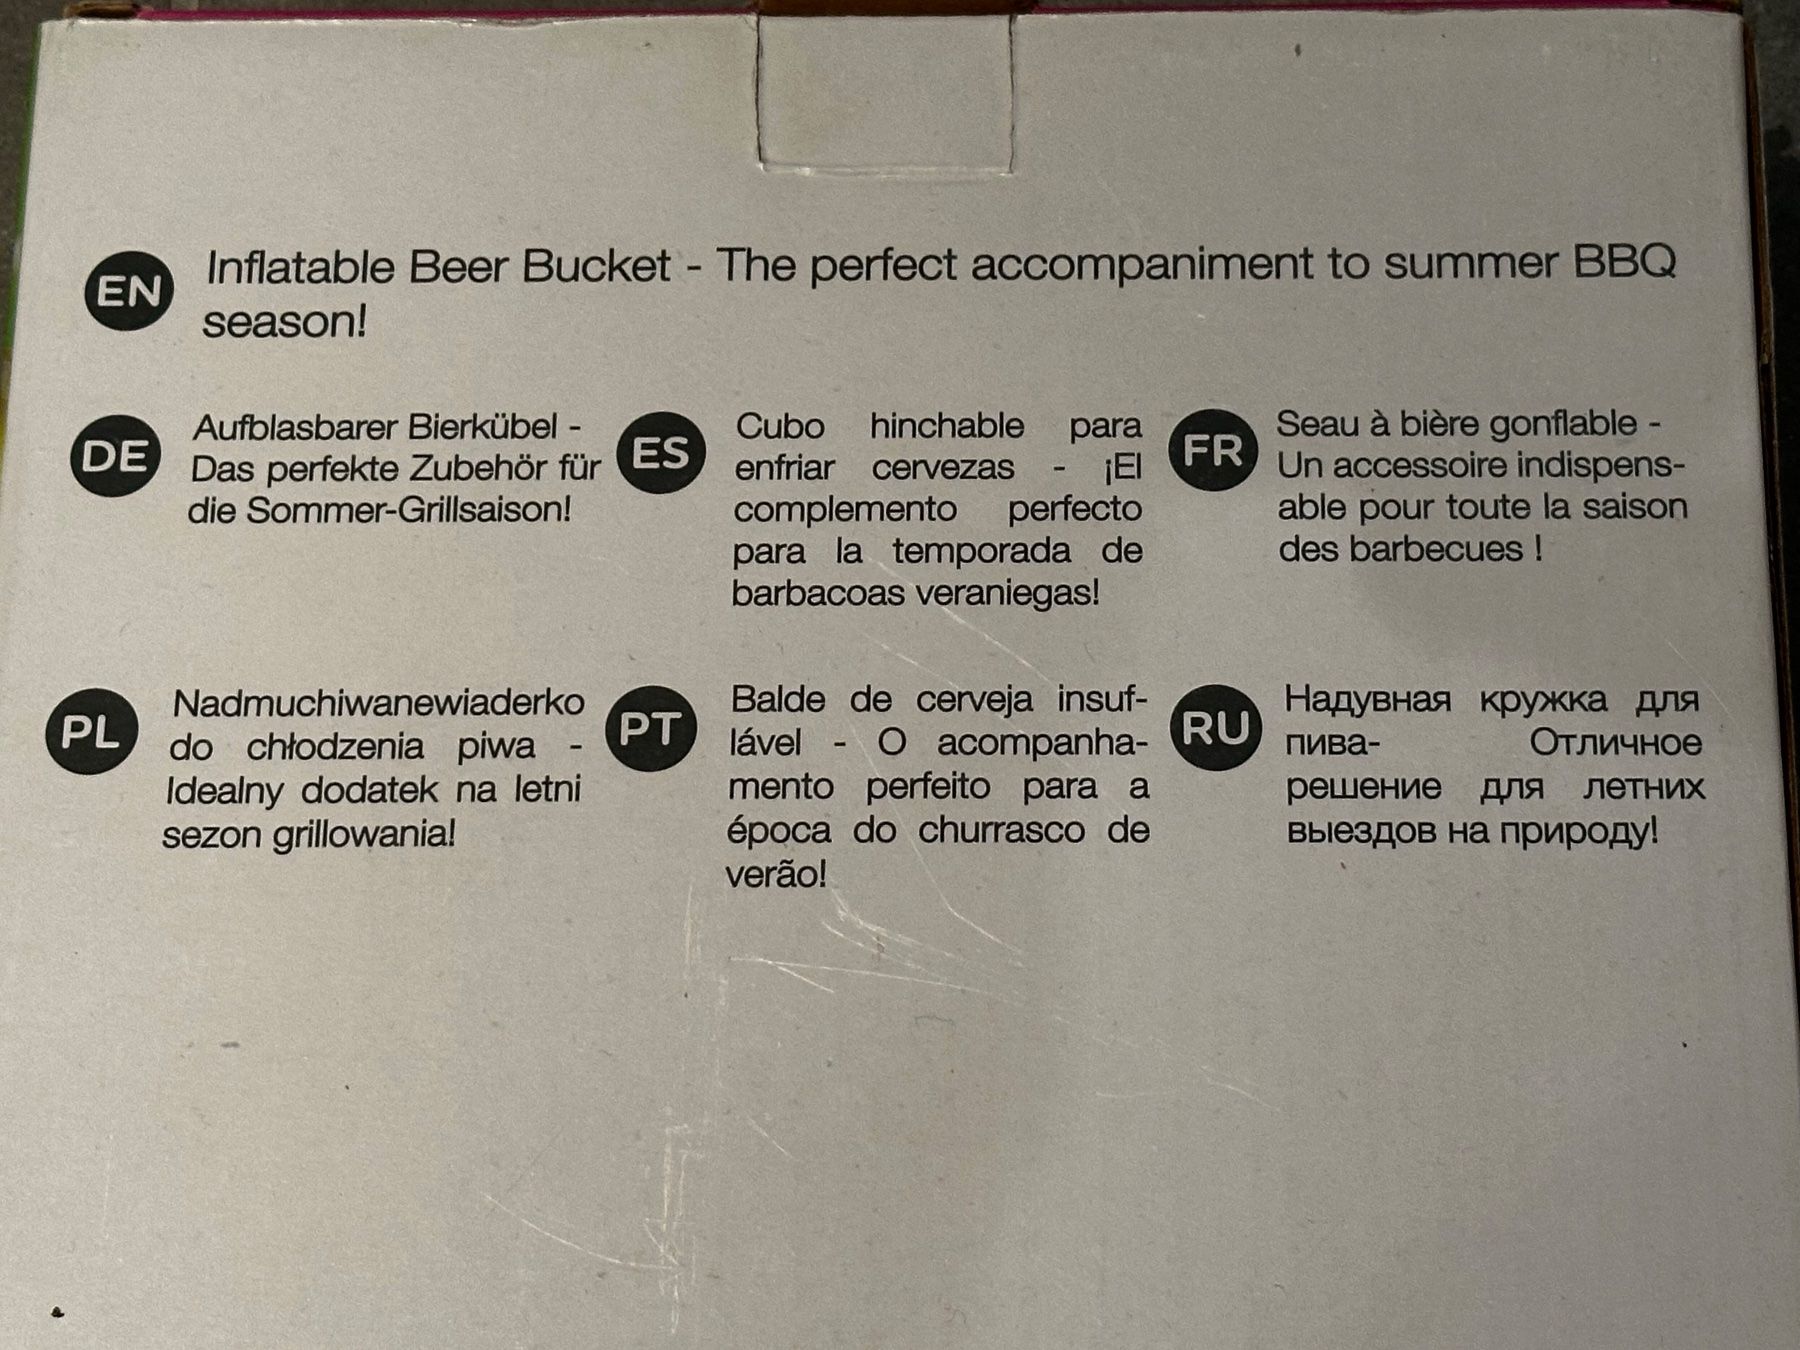 EN
Inflatable Beer Bucket - The perfect accompaniment to summer BBQ
season!
DE
Aufblasbarer Bierkübel -
Das perfekte Zubehör für
die Sommer-Grillsaison!
ES
Cubo hinchable para
enfriar cervezas - ¡El
complemento perfecto
para la temporada de
barbacoas veraniegas!
FR
Seau à bière gonflable -
Un accessoire indispens-
able pour toute la saison
des barbecues !
PL
Nadmuchiwanewiaderko
do chłodzenia piwa -
Idealny dodatek na letni
sezon grillowania!
PT
Balde de cerveja insuf-
lável - O acompanha-
mento perfeito para a
época do churrasco de
verão!
RU
Надувная кружка для
пива- Отличное
решение для летних
выездов на природу!